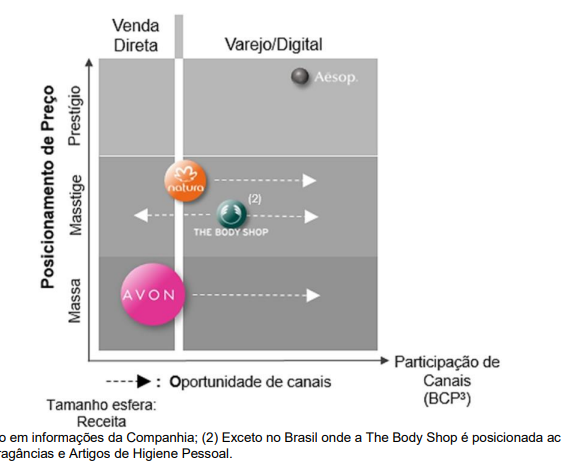 Venda
Direta
Varejo/Digital
Posicionamento de Preço
Prestígio
Masstige
Massa
Aēsop.
natura
(2)
THE BODY SHOP
AVON
Participação de
Canais
(BCP³)
: Oportunidade de canais
Tamanho esfera:
Receita
o em informações da Companhia; (2) Exceto no Brasil onde a The Body Shop é posicionada ac
ragâncias e Artigos de Higiene Pessoal.